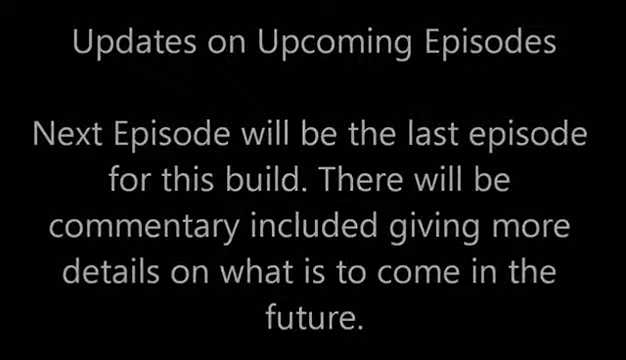 Updates on Upcoming Episodes
Next Episode will be the last episode
for this build. There will be
commentary included giving more
details on what is to come in the
future.